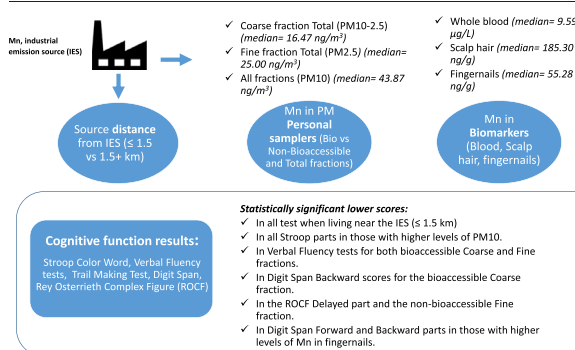 Mn, industrial
emission source (IES)
✓ Coarse fraction Total (PM10-2.5)
(median= 16.47 ng/m³)
✓ Fine fraction Total (PM2.5) (median=
25.00 ng/m³)
✓ All fractions (PM10) (median= 43.87
ng/m³)
✓ Whole blood (median= 9.59
µg/L)
✓ Scalp hair (median= 185.30
ng/g)
✓ Fingernails (median= 55.28
ng/g)
Source distance
from IES (≤ 1.5
vs 1.5+ km)
Mn in PM
Personal
samplers (Bio vs
Non-Bioaccessible
and Total fractions)
Mn in
Biomarkers
(Blood, Scalp
hair, fingernails)
Cognitive function results:
Stroop Color Word, Verbal Fluency
tests, Trail Making Test, Digit Span,
Rey Osterrieth Complex Figure (ROCF)
Statistically significant lower scores:
✓ In all test when living near the IES (≤ 1.5 km)
✓ In all Stroop parts in those with higher levels of PM10.
✓ In Verbal Fluency tests for both bioaccessible Coarse and Fine
fractions.
✓ In Digit Span Backward scores for the bioaccessible Coarse
fraction.
✓ In the ROCF Delayed part and the non-bioaccessible Fine
fraction.
✓ In Digit Span Forward and Backward parts in those with higher
levels of Mn in fingernails.